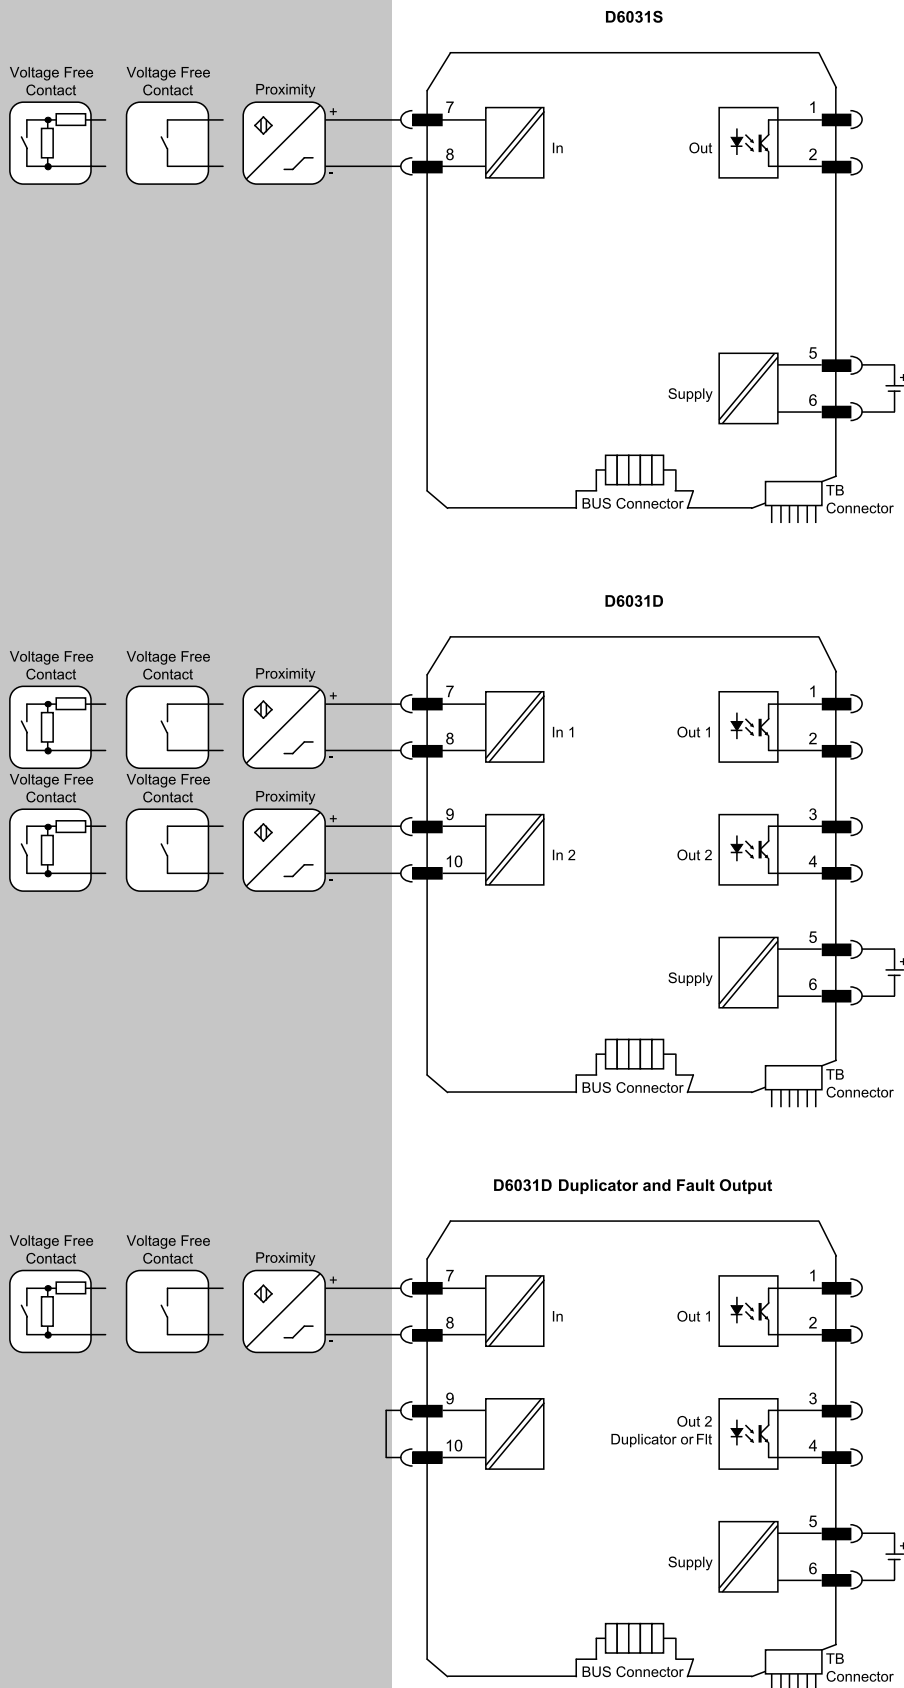 D6031S
Voltage Free
Contact
Voltage Free
Contact
Proximity
+
-
7
8
In
Out
1
2
Supply
5
6
+
BUS Connector
TB
Connector
D6031D
Voltage Free
Contact
Voltage Free
Contact
Proximity
+
-
7
8
In 1
Out 1
1
2
Voltage Free
Contact
Voltage Free
Contact
Proximity
+
-
9
10
In 2
Out 2
3
4
Supply
5
6
+
BUS Connector
TB
Connector
D6031D Duplicator and Fault Output
Voltage Free
Contact
Voltage Free
Contact
Proximity
+
-
7
8
In
Out 1
1
2
9
10
Out 2
Duplicator or Flt
3
4
Supply
5
6
+
BUS Connector
TB
Connector